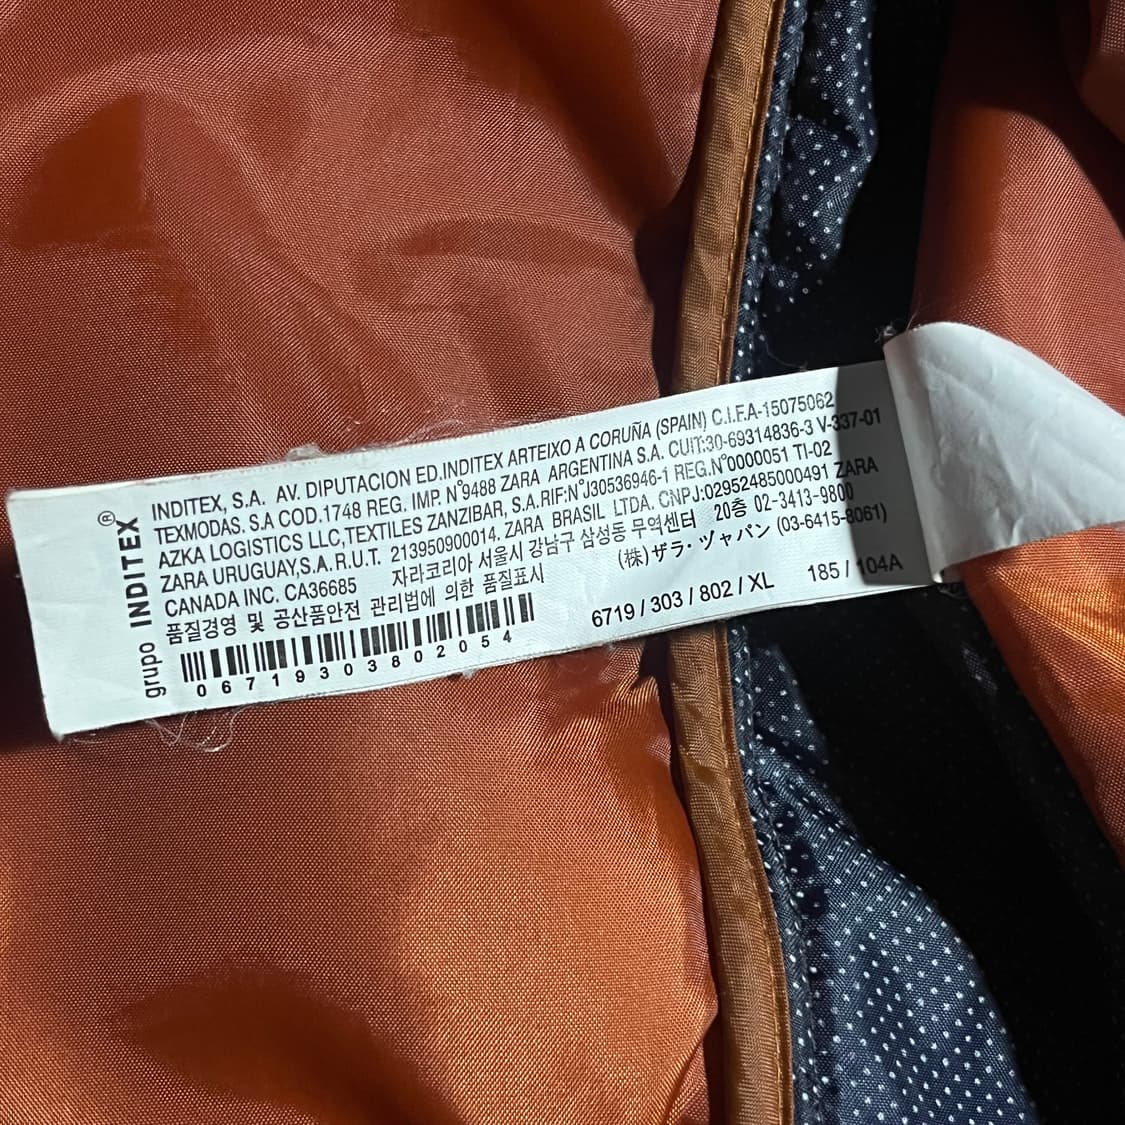 grupo INDITEX®
INDITEX, S.A. AV. DIPUTACION ED.INDITEX ARTEIXO A CORUÑA (SPAIN) C.I.F.A-15075062
TEXMODAS. S.A COD.1748 REG. IMP. N°9488 ZARA ARGENTINA S.A. CUIT:30-69314836-3 V-337-01
AZKA LOGISTICS LLC,TEXTILES ZANZIBAR, S.A.RIF:N°J30536946-1 REG.N°0000051 TI-02
ZARA URUGUAY,S.A.R.U.T. 213950900014. ZARA BRASIL LTDA. CNPJ:02952485000491 ZARA
CANADA INC. CA36685 자라코리아 서울시 강남구 삼성동 무역센터 20층 02-3413-9800
품질경영 및 공산품안전 관리법에 의한 품질표시 (株)ザラ・ヅャパン (03-6415-8061)
06719303802054 6719 / 303 / 802 / XL 185 / 104A